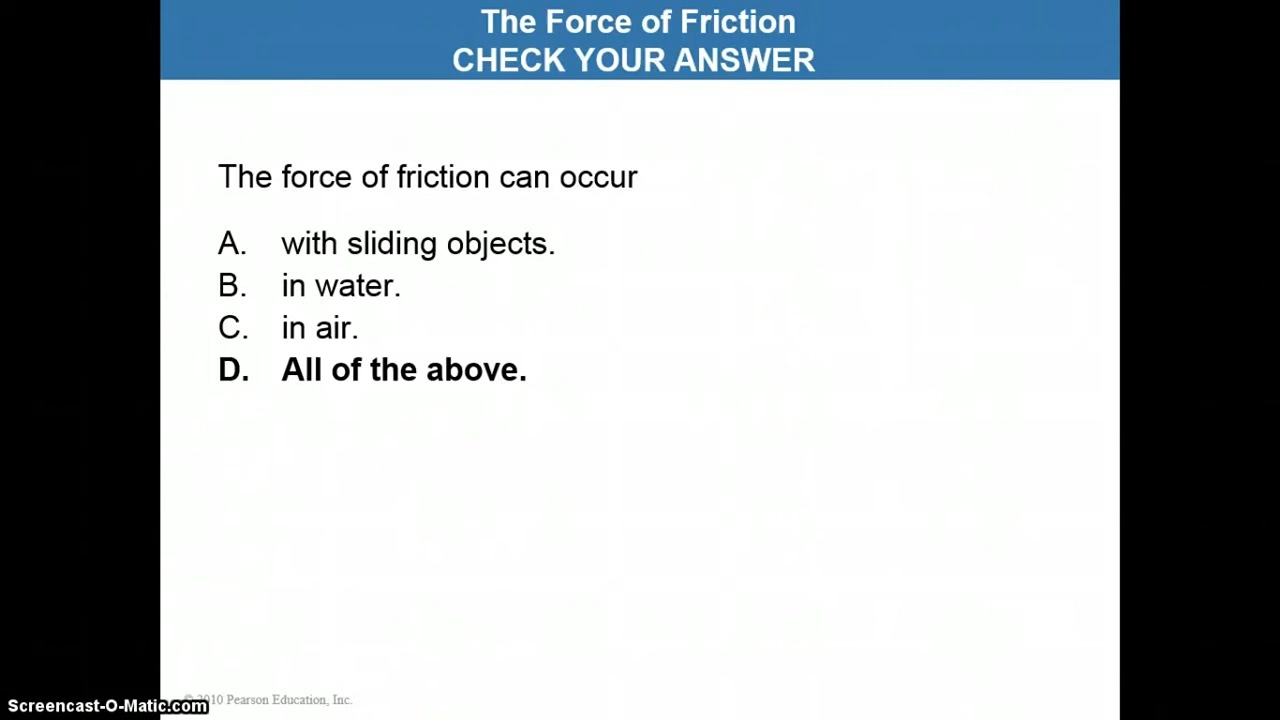 The Force of Friction
CHECK YOUR ANSWER
The force of friction can occur
A. with sliding objects.
B. in water.
C. in air.
D. All of the above.
© 2010 Pearson Education, Inc.
Screencast-O-Matic.com